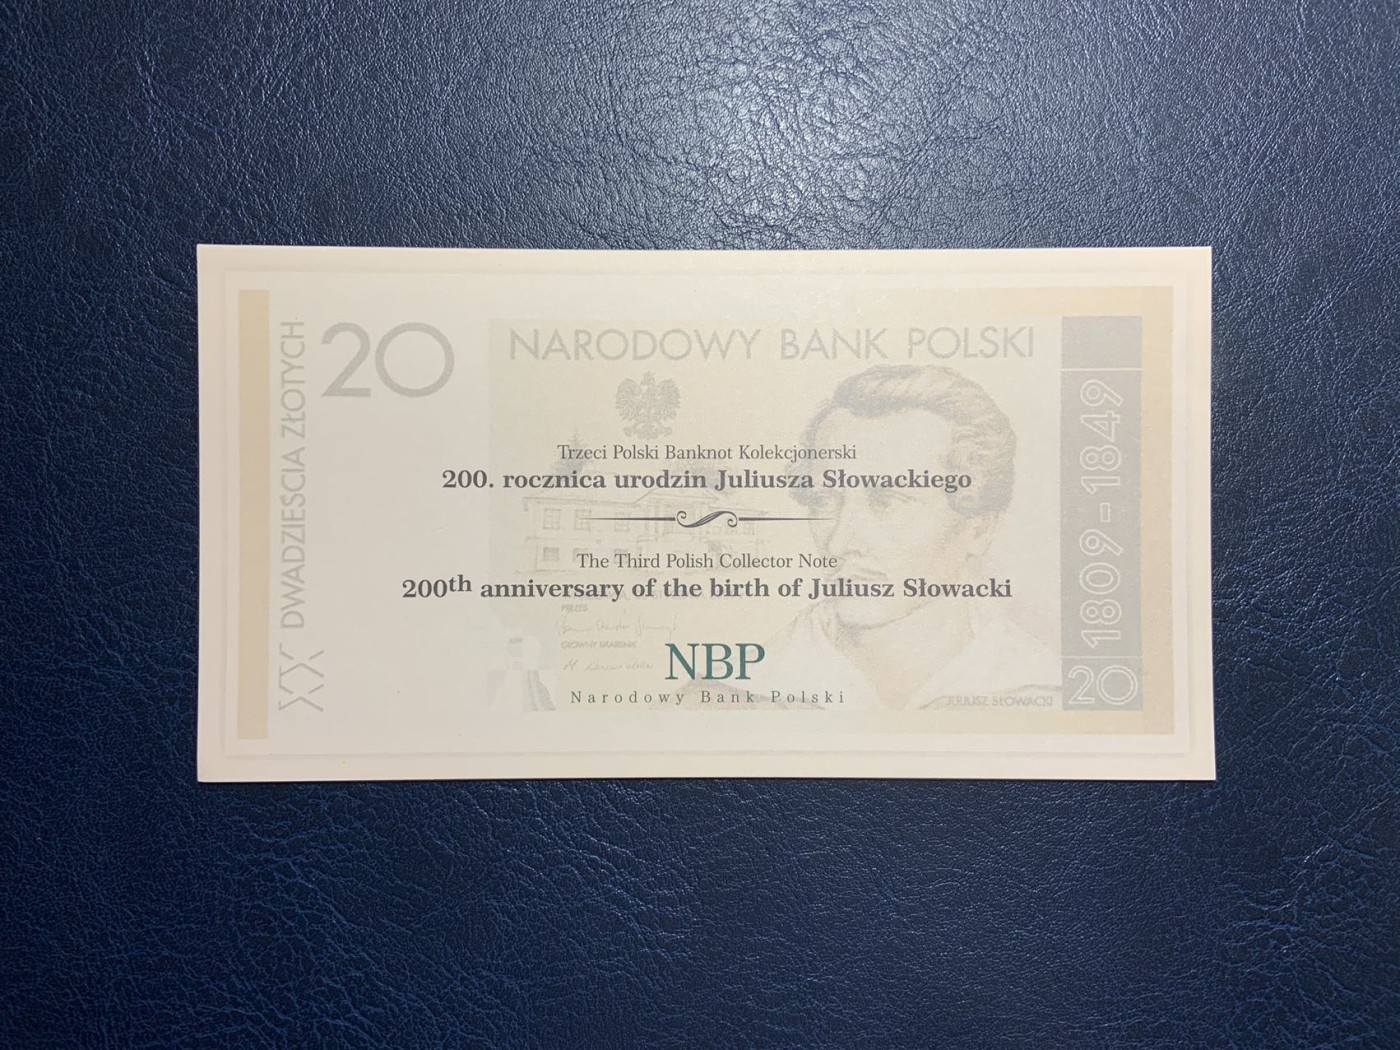 20
DWADZIEŚCIA ZŁOTYCH
XX
NARODOWY BANK POLSKI
1809-1849
Trzeci Polski Banknot Kolekcjonerski
200. rocznica urodzin Juliusza Słowackiego
The Third Polish Collector Note
200th anniversary of the birth of Juliusz Słowacki
PREZES
GŁÓWNY SKARBNIK
NBP
Narodowy Bank Polski
JULIUSZ SŁOWACKI
20